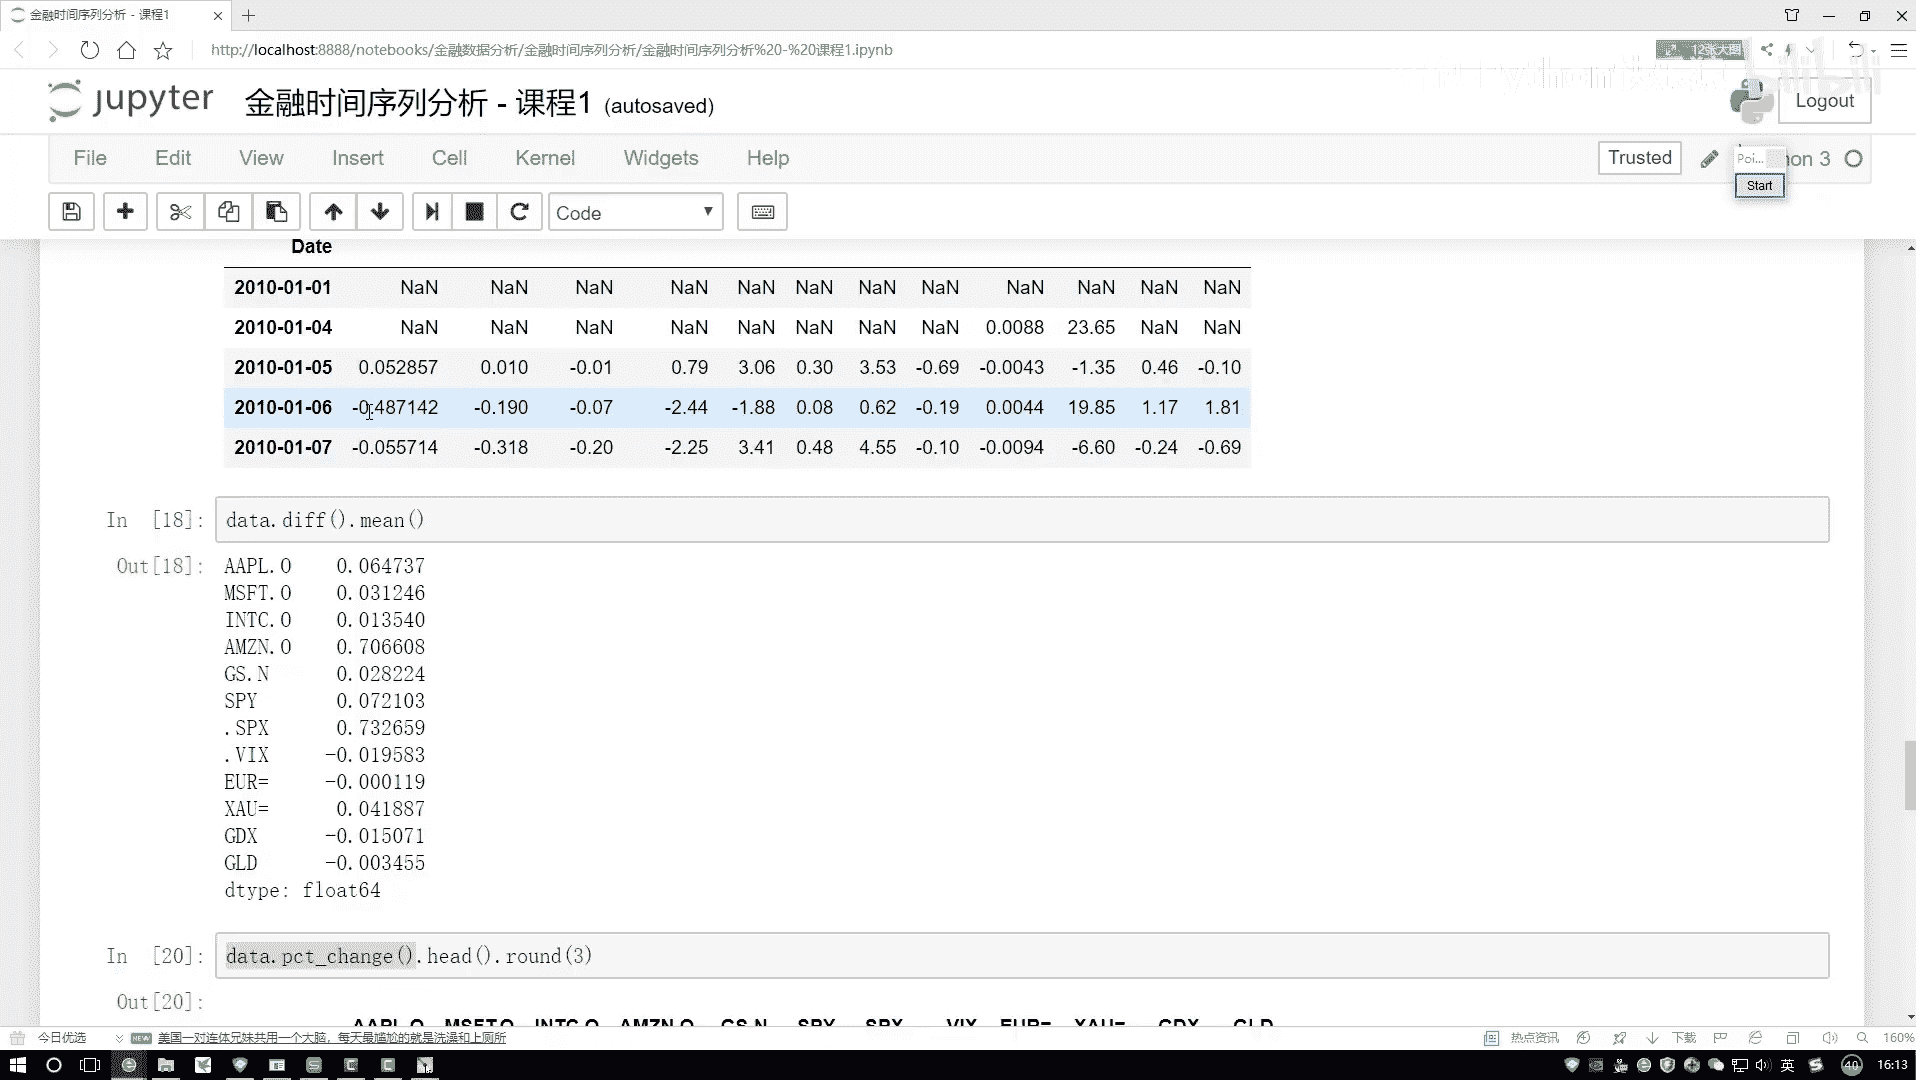 金融时间序列分析 - 课程1
http://localhost:8888/notebooks/金融数据分析/金融时间序列分析/金融时间序列分析%20-%20课程1.ipynb
12张大图
bilibili
jupyter 金融时间序列分析 - 课程1 (autosaved)
Logout
File Edit View Insert Cell Kernel Widgets Help
Trusted
Poi... hon 3
Start
Code
Date
2010-01-01 NaN NaN NaN NaN NaN NaN NaN NaN NaN NaN NaN NaN
2010-01-04 NaN NaN NaN NaN NaN NaN NaN NaN 0.0088 23.65 NaN NaN
2010-01-05 0.052857 0.010 -0.01 0.79 3.06 0.30 3.53 -0.69 -0.0043 -1.35 0.46 -0.10
2010-01-06 -0.487142 -0.190 -0.07 -2.44 -1.88 0.08 0.62 -0.19 0.0044 19.85 1.17 1.81
2010-01-07 -0.055714 -0.318 -0.20 -2.25 3.41 0.48 4.55 -0.10 -0.0094 -6.60 -0.24 -0.69
In [18]: data.diff().mean()
Out[18]: AAPL.O 0.064737
MSFT.O 0.031246
INTC.O 0.013540
AMZN.O 0.706608
GS.N 0.028224
SPY 0.072103
.SPX 0.732659
.VIX -0.019583
EUR= -0.000119
XAU= 0.041887
GDX -0.015071
GLD -0.003455
dtype: float64
In [20]: data.pct_change().head().round(3)
Out[20]:
AAPL.O MSFT.O INTC.O AMZN.O GS.N SPY .SPX .VIX EUR= XAU= GDX GLD
今日优选 NEW 美国一对连体兄妹共用一个大脑，每天最尴尬的就是洗澡和上厕所
热点资讯 下载 160%
英 40 16:13